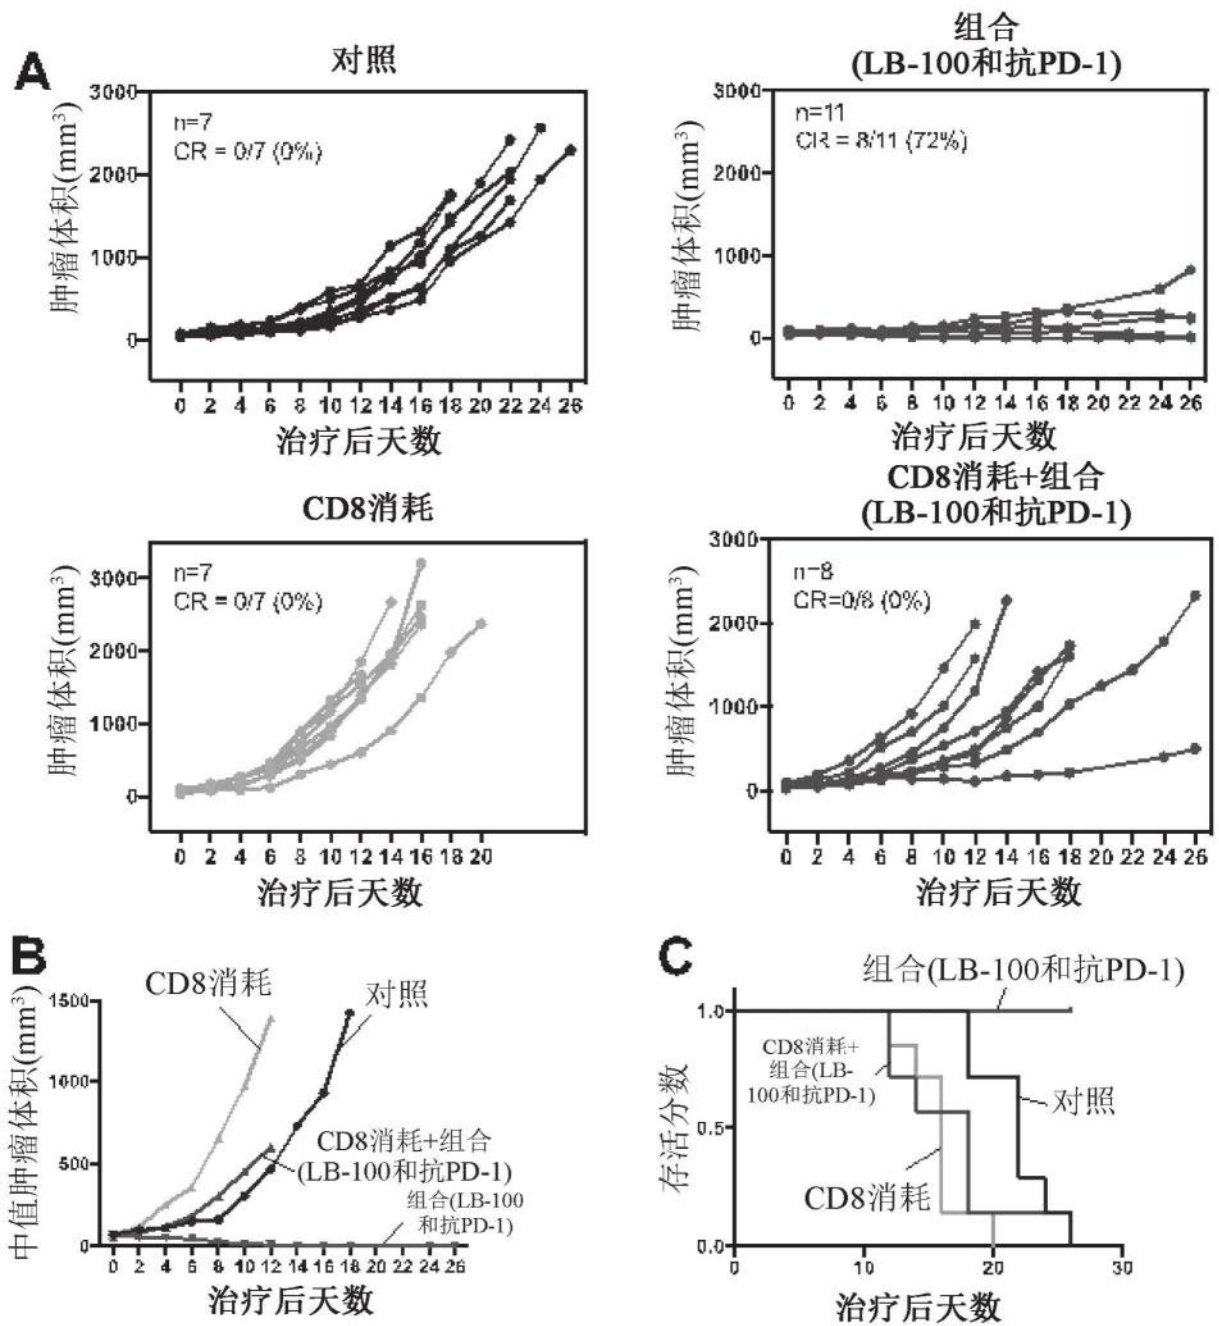 A
对照
3000
2000
1000
0
肿瘤体积(mm³)
n=7
CR = 0/7 (0%)
0 2 4 6 8 10 12 14 16 18 20 22 24 26
治疗后天数
组合
(LB-100和抗PD-1)
3000
2000
1000
0
肿瘤体积(mm³)
n=11
CR = 8/11 (72%)
0 2 4 6 8 10 12 14 16 18 20 22 24 26
治疗后天数
CD8消耗
3000
2000
1000
0
肿瘤体积(mm³)
n=7
CR = 0/7 (0%)
0 2 4 6 8 10 12 14 16 18 20
治疗后天数
CD8消耗+组合
(LB-100和抗PD-1)
3000
2000
1000
0
肿瘤体积(mm³)
n=8
CR=0/8 (0%)
0 2 4 6 8 10 12 14 16 18 20 22 24 26
治疗后天数
B
1500
1000
500
0
中值肿瘤体积(mm³)
CD8消耗
对照
CD8消耗+组合
(LB-100和抗PD-1)
组合(LB-100
和抗PD-1)
0 2 4 6 8 10 12 14 16 18 20 22 24 26
治疗后天数
C
组合(LB-100和抗PD-1)
1.0
0.5
0.0
存活分数
CD8消耗+
组合(LB-
100和抗PD-1)
对照
CD8消耗
0 10 20 30
治疗后天数